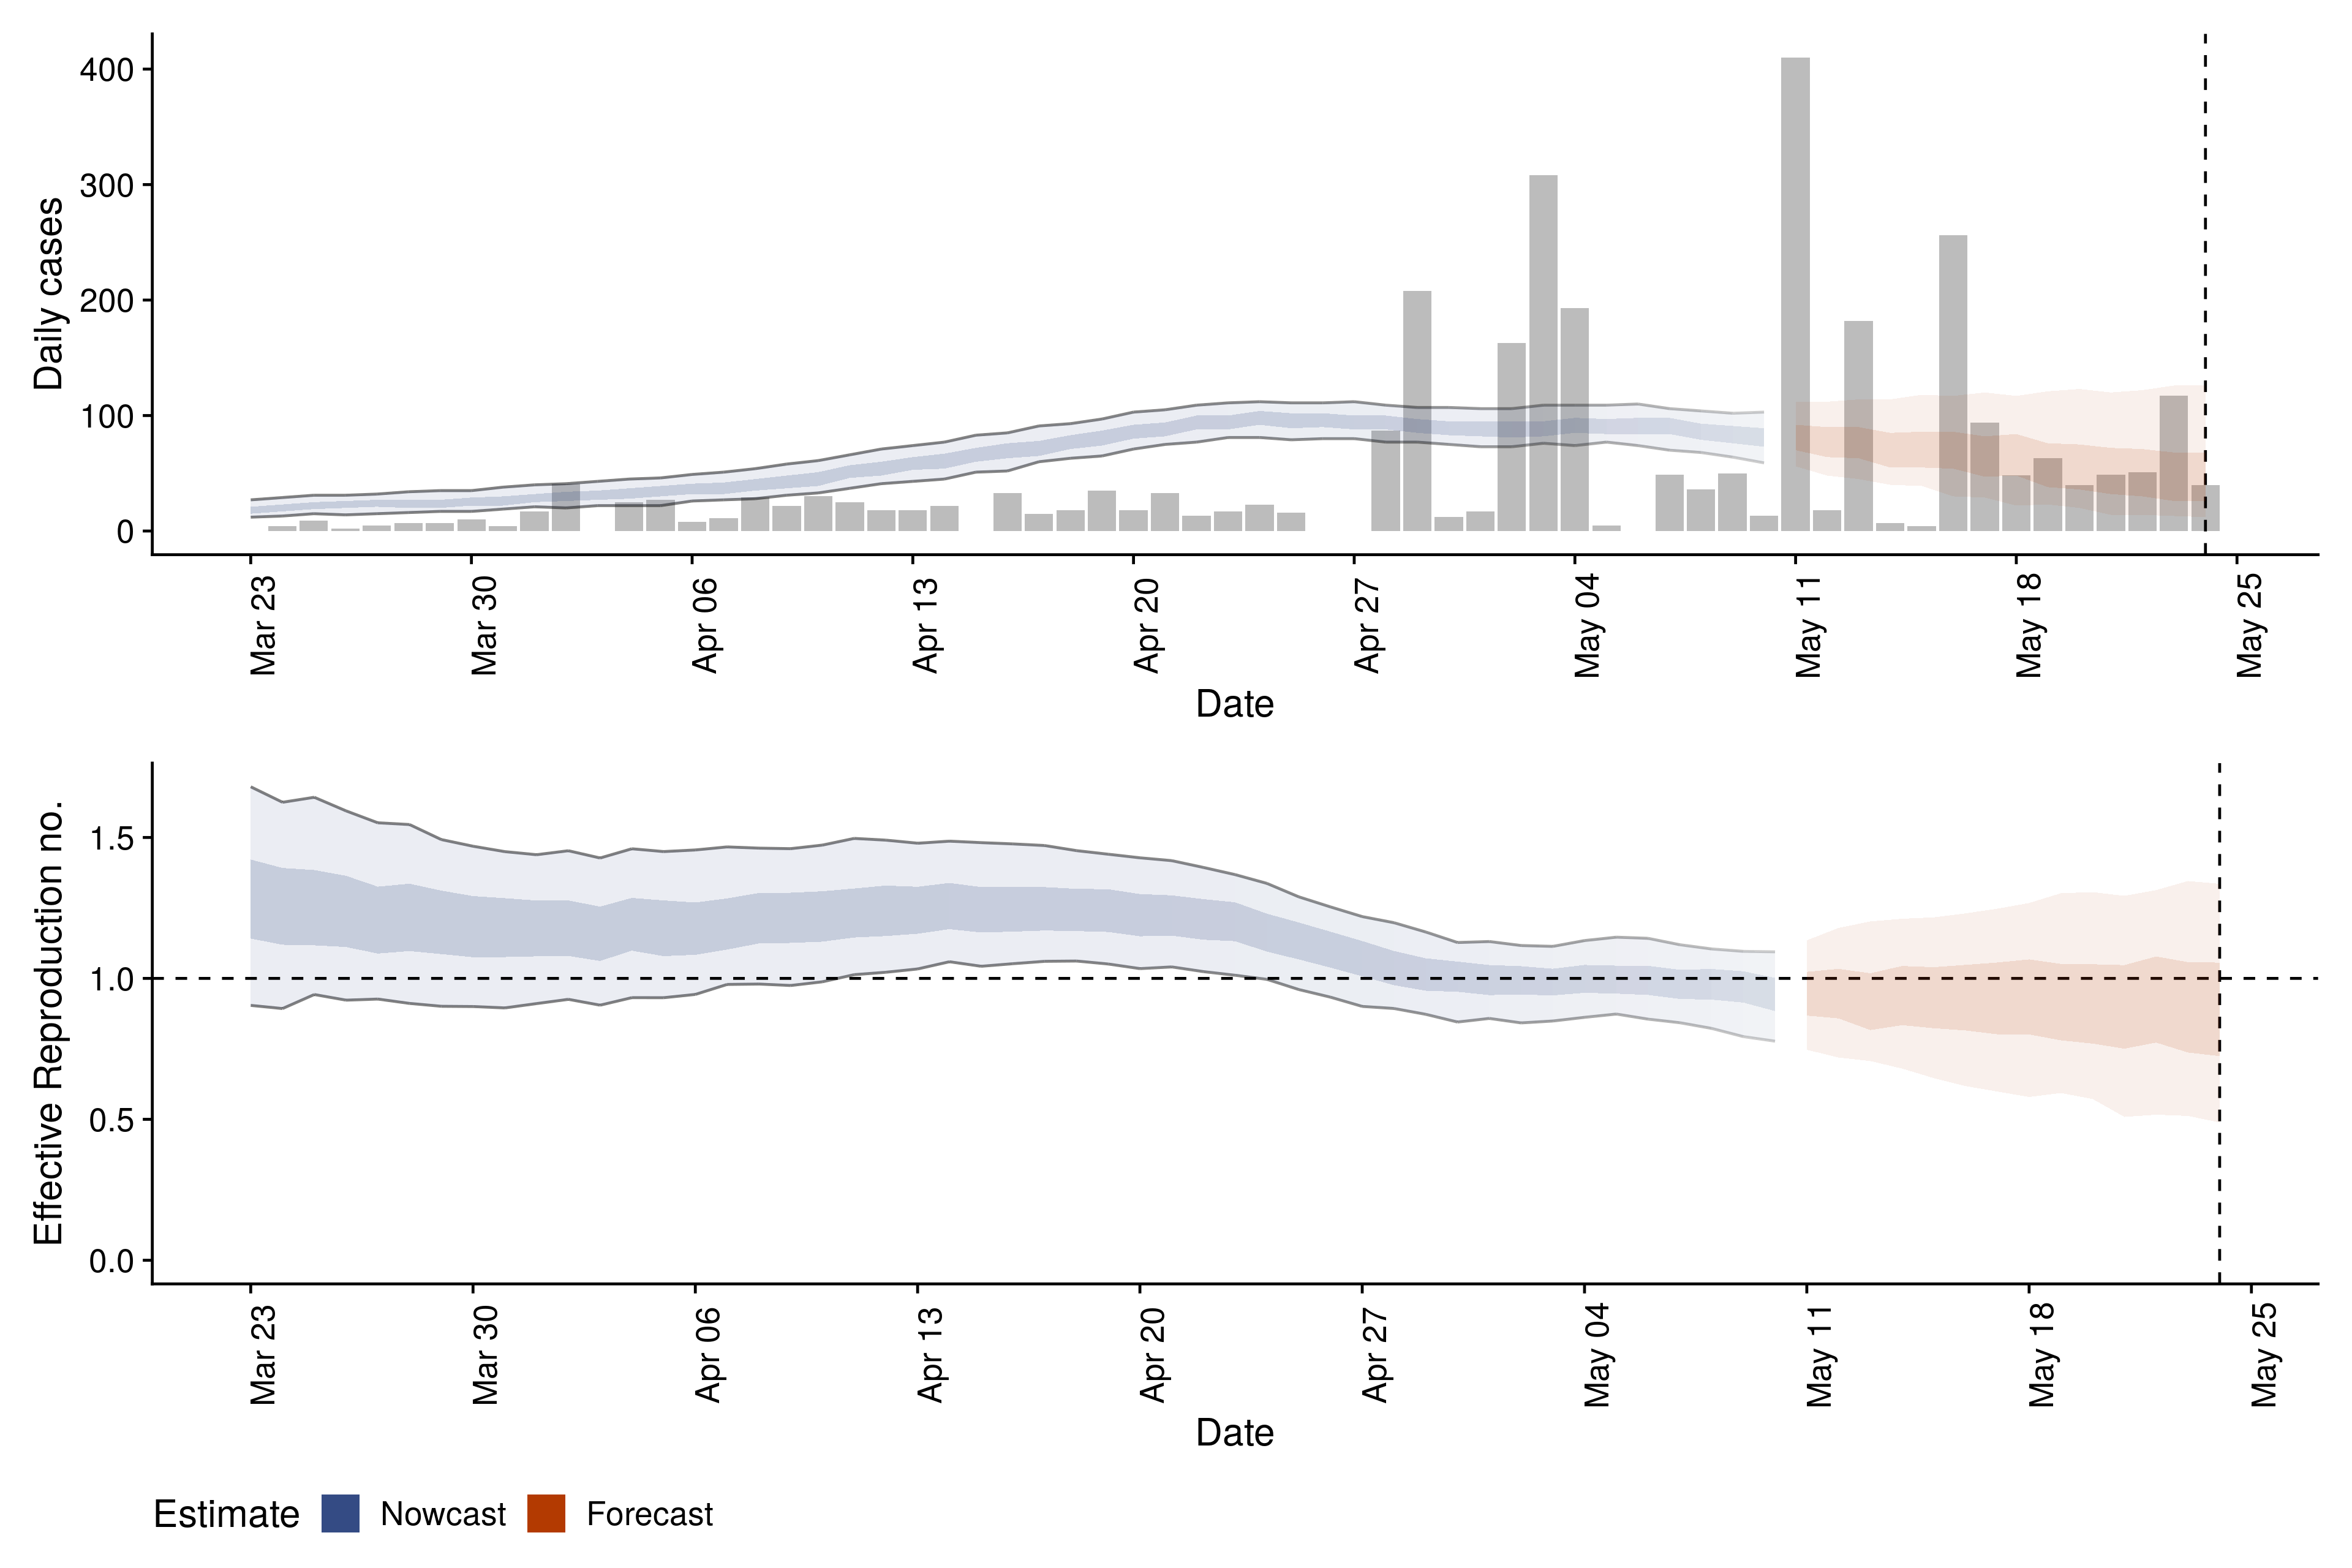 Daily cases
400
300
200
100
0
Mar 23
Mar 30
Apr 06
Apr 13
Apr 20
Apr 27
May 04
May 11
May 18
May 25
Date
Effective Reproduction no.
1.5
1.0
0.5
0.0
Mar 23
Mar 30
Apr 06
Apr 13
Apr 20
Apr 27
May 04
May 11
May 18
May 25
Date
Estimate Nowcast Forecast